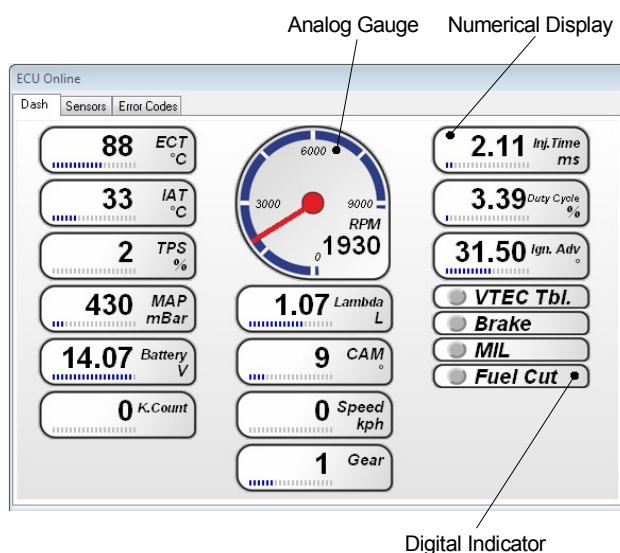 Analog Gauge Numerical Display
ECU Online
Dash Sensors Error Codes
88 ECT °C
33 IAT °C
2 TPS %
430 MAP mBar
14.07 Battery V
0 K.Count
6000
3000 9000
RPM
0 1930
1.07 Lambda L
9 CAM °
0 Speed kph
1 Gear
2.11 Inj.Time ms
3.39 Duty Cycle %
31.50 Ign. Adv °
VTEC Tbl.
Brake
MIL
Fuel Cut
Digital Indicator